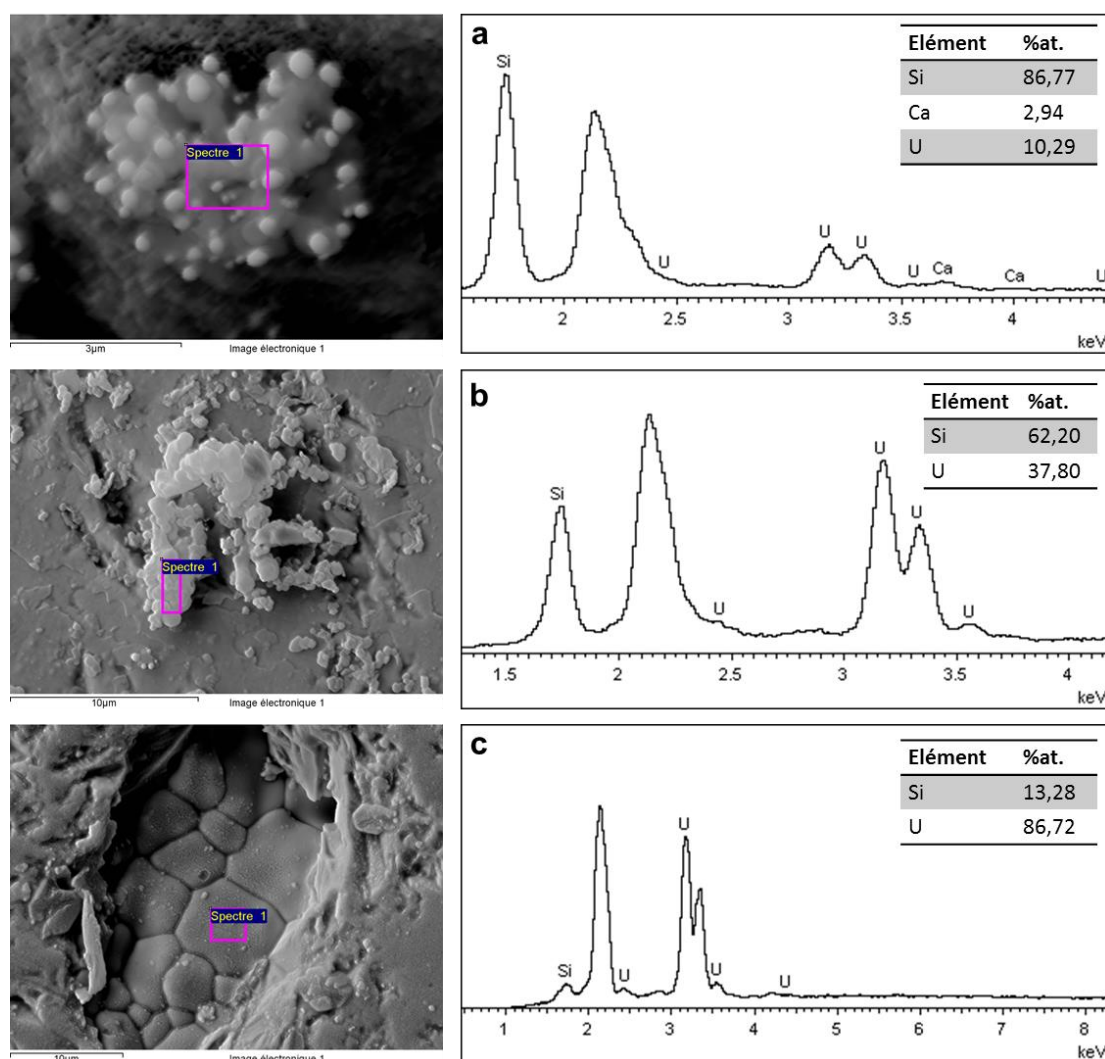 Spectre 1
3µm
Image électronique 1
a
Elément %at.
Si 86,77
Ca 2,94
U 10,29
Si
U
U
U
U
Ca
Ca
U
2 2.5 3 3.5 4
keV
Spectre 1
10µm
Image électronique 1
b
Elément %at.
Si 62,20
U 37,80
Si
U
U
U
U
1.5 2 2.5 3 3.5 4
keV
Spectre 1
10µm
Image électronique 1
c
Elément %at.
Si 13,28
U 86,72
Si
U
U
U
U
1 2 3 4 5 6 7 8
keV